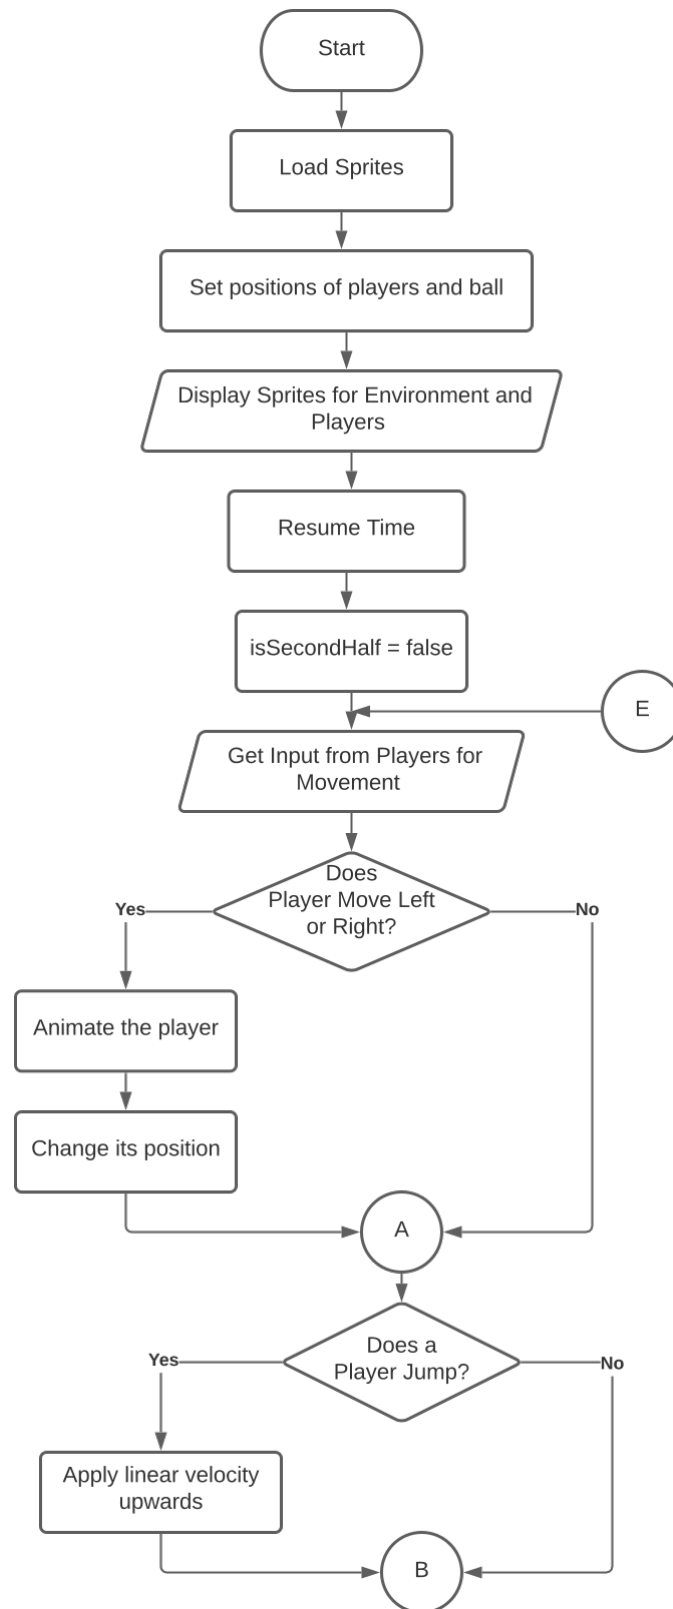 Start
Load Sprites
Set positions of players and ball
Display Sprites for Environment and
Players
Resume Time
isSecondHalf = false
E
Get Input from Players for
Movement
Does
Player Move Left
or Right?
Yes
No
Animate the player
Change its position
A
Does a
Player Jump?
Yes
No
Apply linear velocity
upwards
B